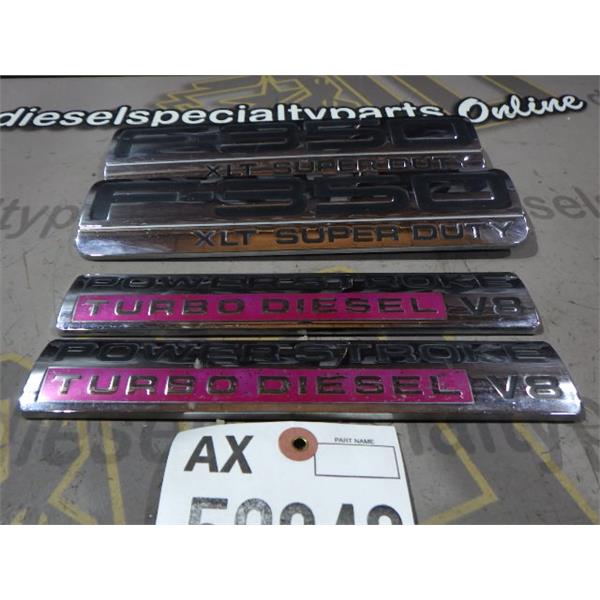 dieselspecialtyparts Online
F350
XLT SUPER DUTY
F350
XLT SUPER DUTY
POWERSTROKE
TURBO DIESEL V8
POWERSTROKE
TURBO DIESEL V8
AX
PART NAME